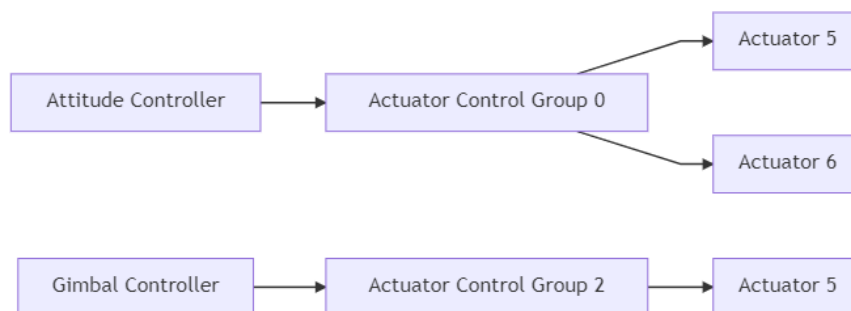 Actuator 5
Attitude Controller
Actuator Control Group 0
Actuator 6
Gimbal Controller
Actuator Control Group 2
Actuator 5